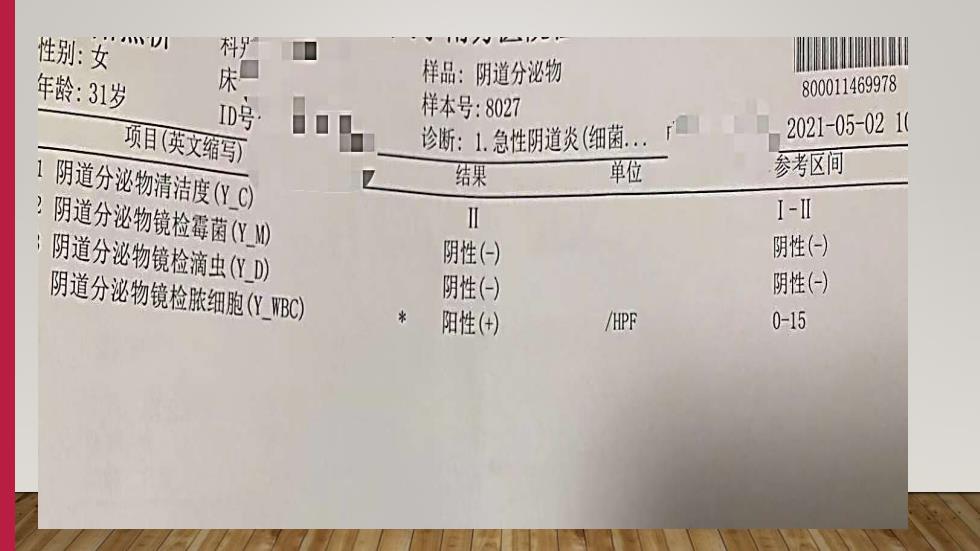 性别: 女
年龄: 31岁
床
ID号
样品: 阴道分泌物
样本号: 8027
诊断: 1.急性阴道炎(细菌...
800011469978
2021-05-02
项目(英文缩写) 结果 单位 参考区间
1 阴道分泌物清洁度(Y_C) II I-II
2 阴道分泌物镜检霉菌(Y_M) 阴性(-) 阴性(-)
阴道分泌物镜检滴虫(Y_D) 阴性(-) 阴性(-)
阴道分泌物镜检脓细胞(Y_WBC) * 阳性(+) /HPF 0-15